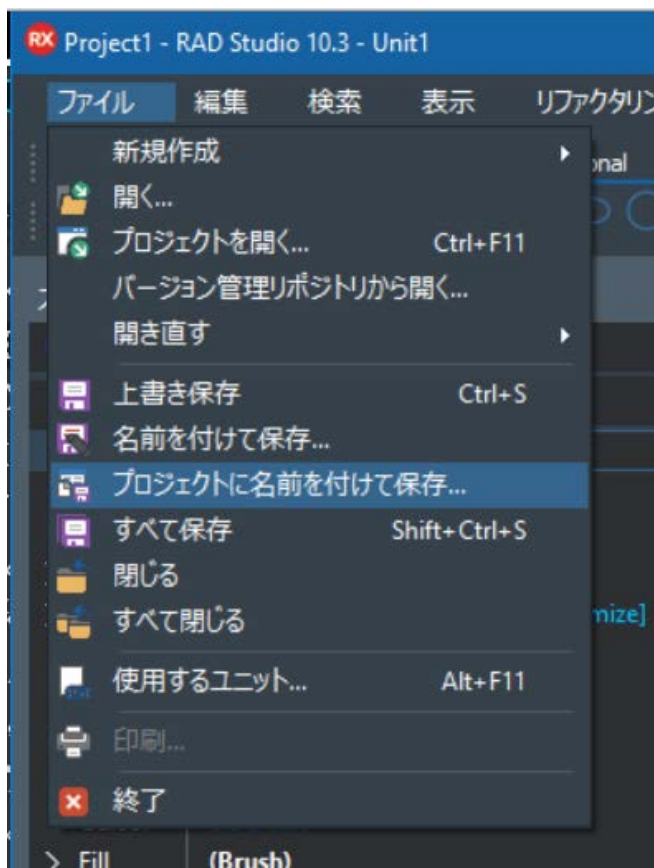 RX Project1 - RAD Studio 10.3 - Unit1
ファイル 編集 検索 表示
新規作成
開く...
プロジェクトを開く... Ctrl+F11
バージョン管理リポジトリから開く...
開き直す
上書き保存 Ctrl+S
名前を付けて保存...
プロジェクトに名前を付けて保存...
すべて保存 Shift+Ctrl+S
閉じる
すべて閉じる
mize]
使用するユニット... Alt+F11
印刷...
終了
Fill (Brush)